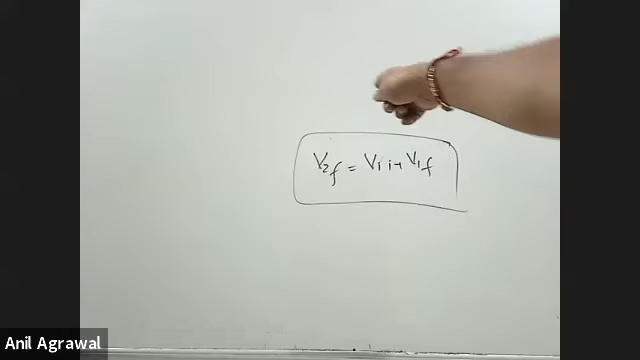 V₂f = V₁i + V₁f
Anil Agrawal